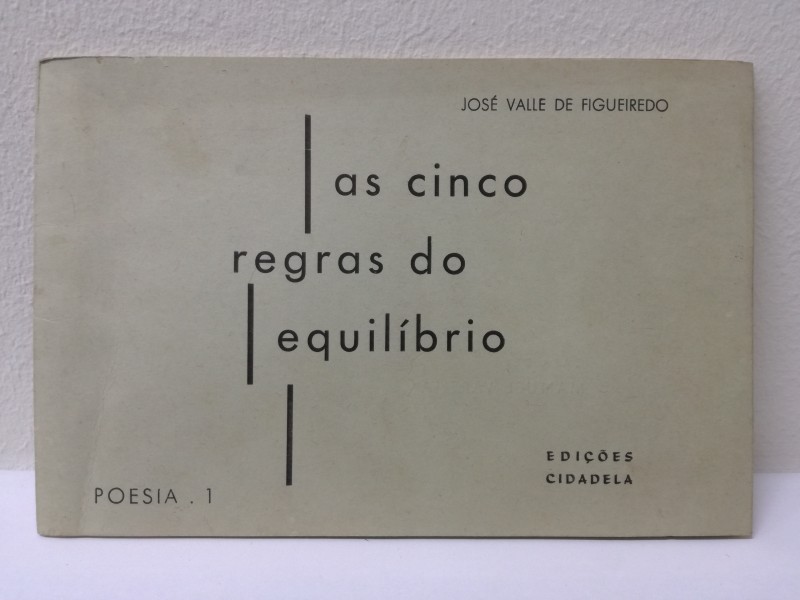 JOSÉ VALLE DE FIGUEIREDO
as cinco
regras do
equilíbrio
EDIÇÕES
CIDADELA
POESIA . 1